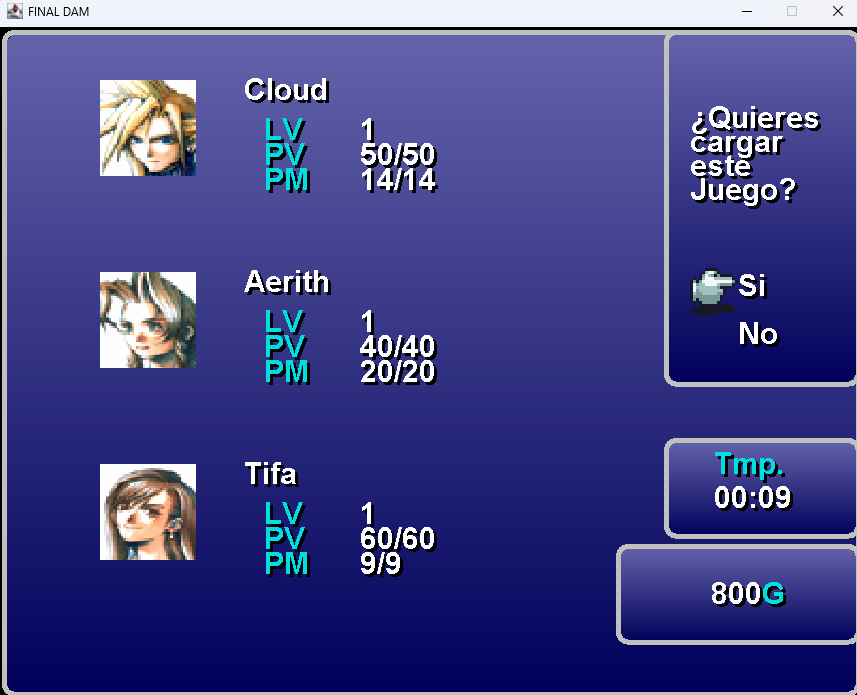 FINAL DAM
Cloud
LV 1
PV 50/50
PM 14/14
Aerith
LV 1
PV 40/40
PM 20/20
Tifa
LV 1
PV 60/60
PM 9/9
¿Quieres
cargar
este
Juego?
Si
No
Tmp.
00:09
800G